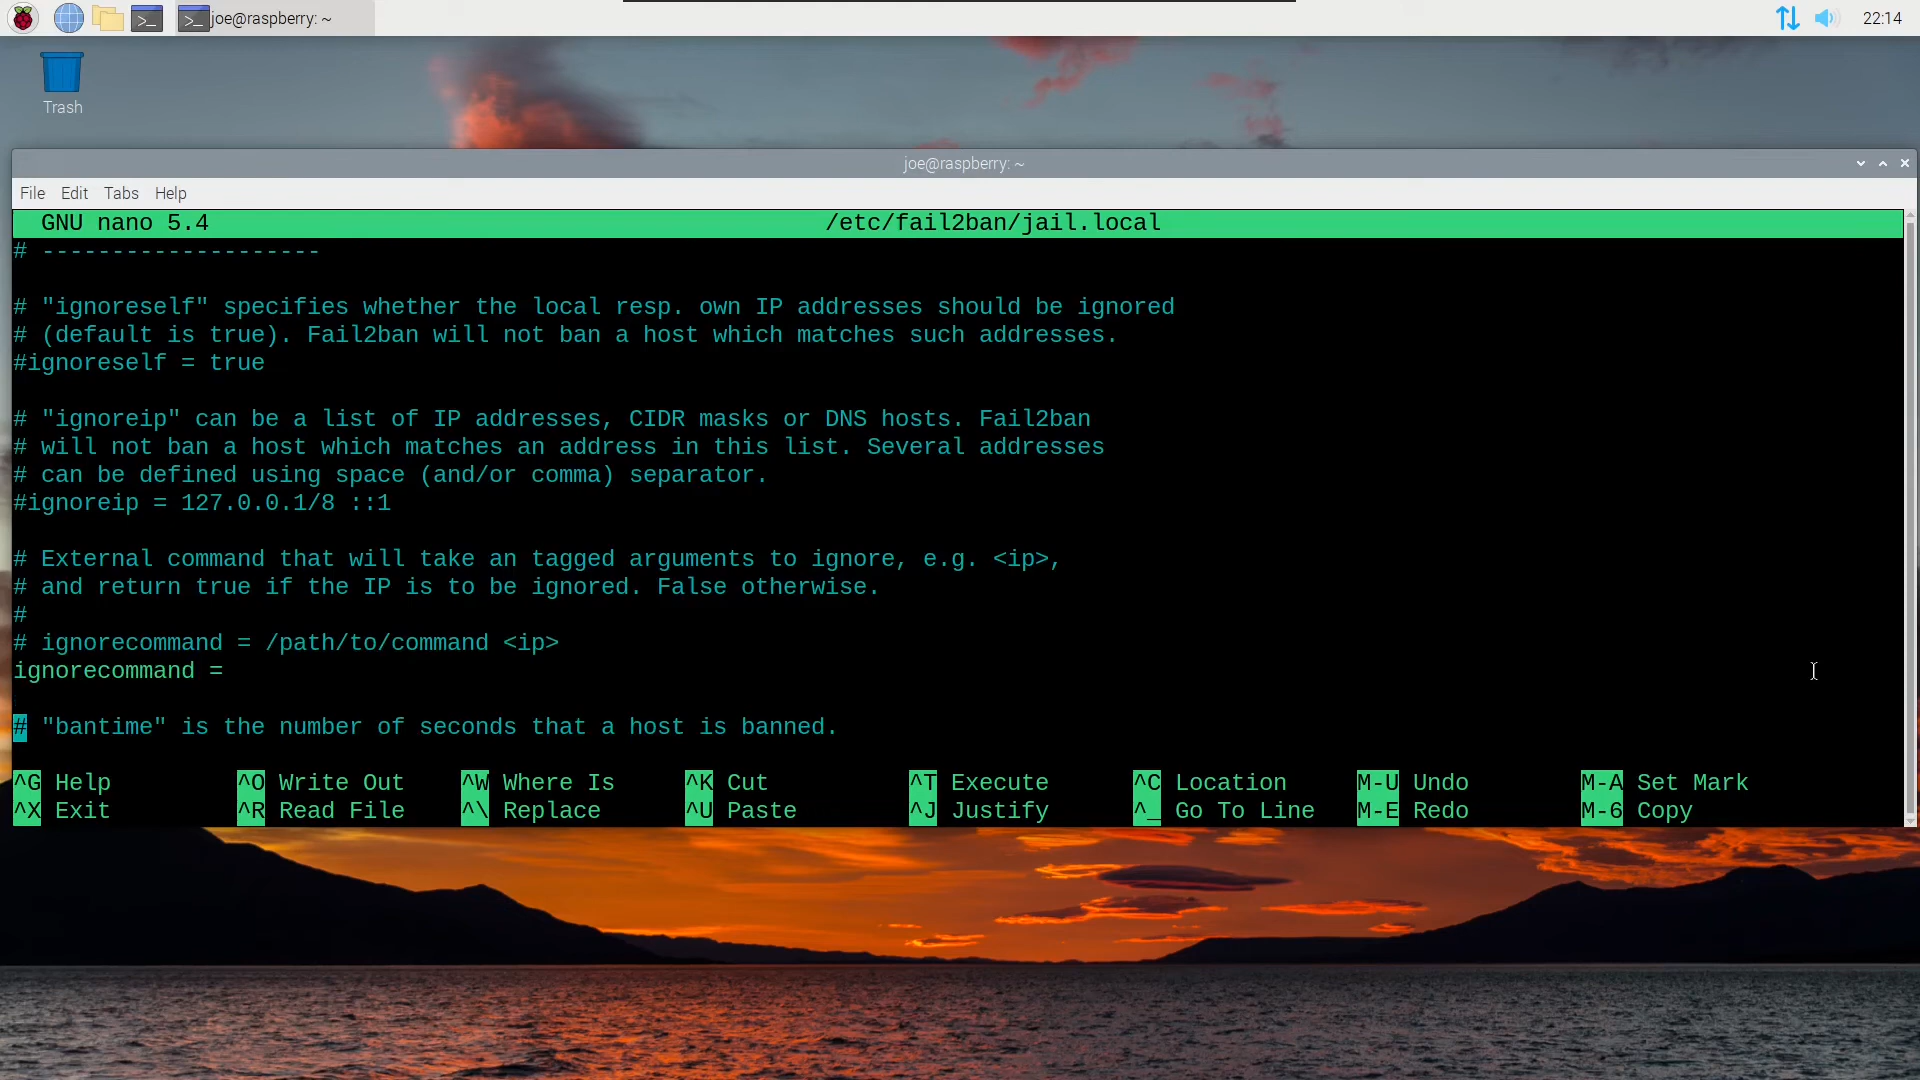 joe@raspberry: ~
22:14
Trash
joe@raspberry: ~
File Edit Tabs Help
GNU nano 5.4 /etc/fail2ban/jail.local
# --------------------
# "ignoreself" specifies whether the local resp. own IP addresses should be ignored
# (default is true). Fail2ban will not ban a host which matches such addresses.
#ignoreself = true
# "ignoreip" can be a list of IP addresses, CIDR masks or DNS hosts. Fail2ban
# will not ban a host which matches an address in this list. Several addresses
# can be defined using space (and/or comma) separator.
#ignoreip = 127.0.0.1/8 ::1
# External command that will take an tagged arguments to ignore, e.g. <ip>,
# and return true if the IP is to be ignored. False otherwise.
#
# ignorecommand = /path/to/command <ip>
ignorecommand =
# "bantime" is the number of seconds that a host is banned.
^G Help ^O Write Out ^W Where Is ^K Cut ^T Execute ^C Location M-U Undo M-A Set Mark
^X Exit ^R Read File ^\ Replace ^U Paste ^J Justify ^_ Go To Line M-E Redo M-6 Copy